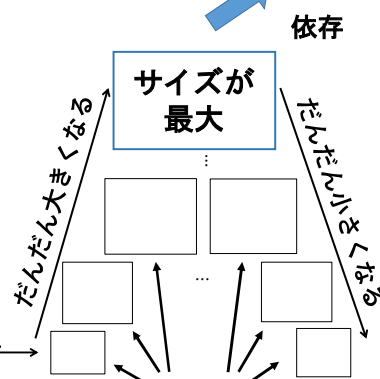 依存
サイズが
最大
だんだん大きくなる
だんだん小さくなる
…
…